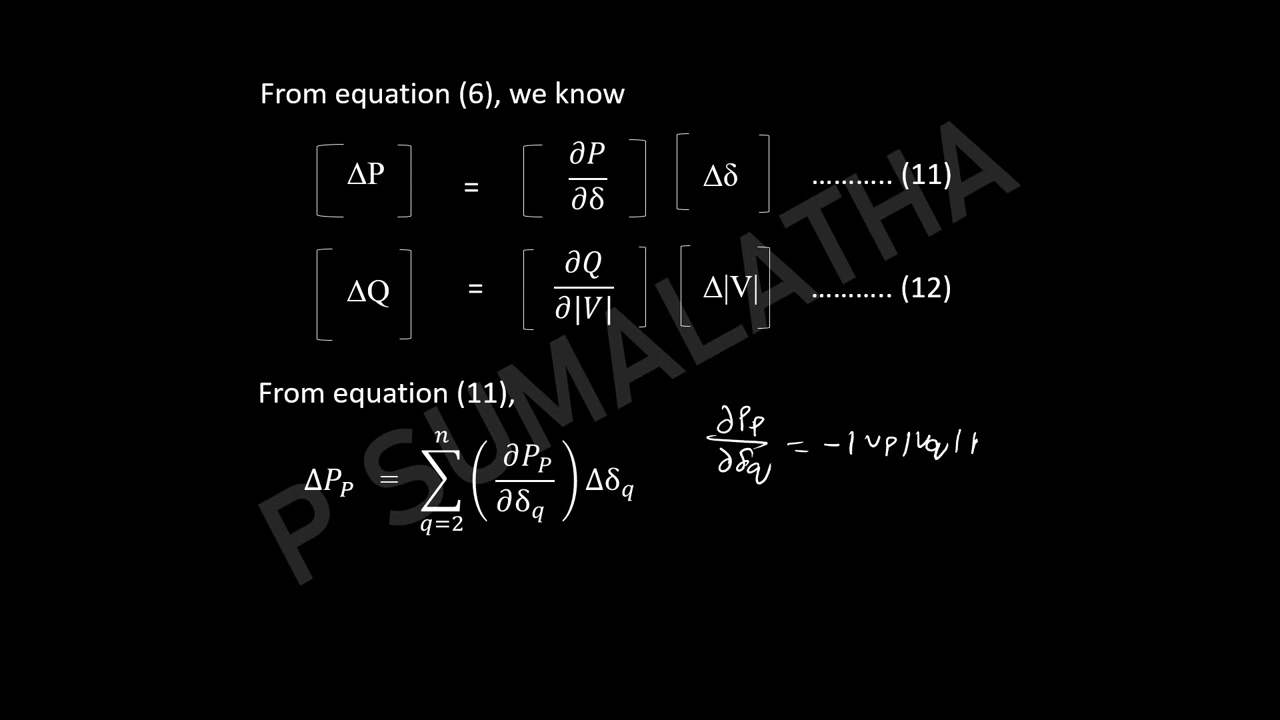 From equation (6), we know
[ΔP] = [∂P/∂δ] [Δδ] ……….. (11)
[ΔQ] = [∂Q/∂|V|] [Δ|V|] ……….. (12)
From equation (11),
ΔP_P = ∑_{q=2}^{n} (∂P_P/∂δ_q) Δδ_q
∂P_P/∂δ_q = -|V_P|V_q||
P SUMALATHA